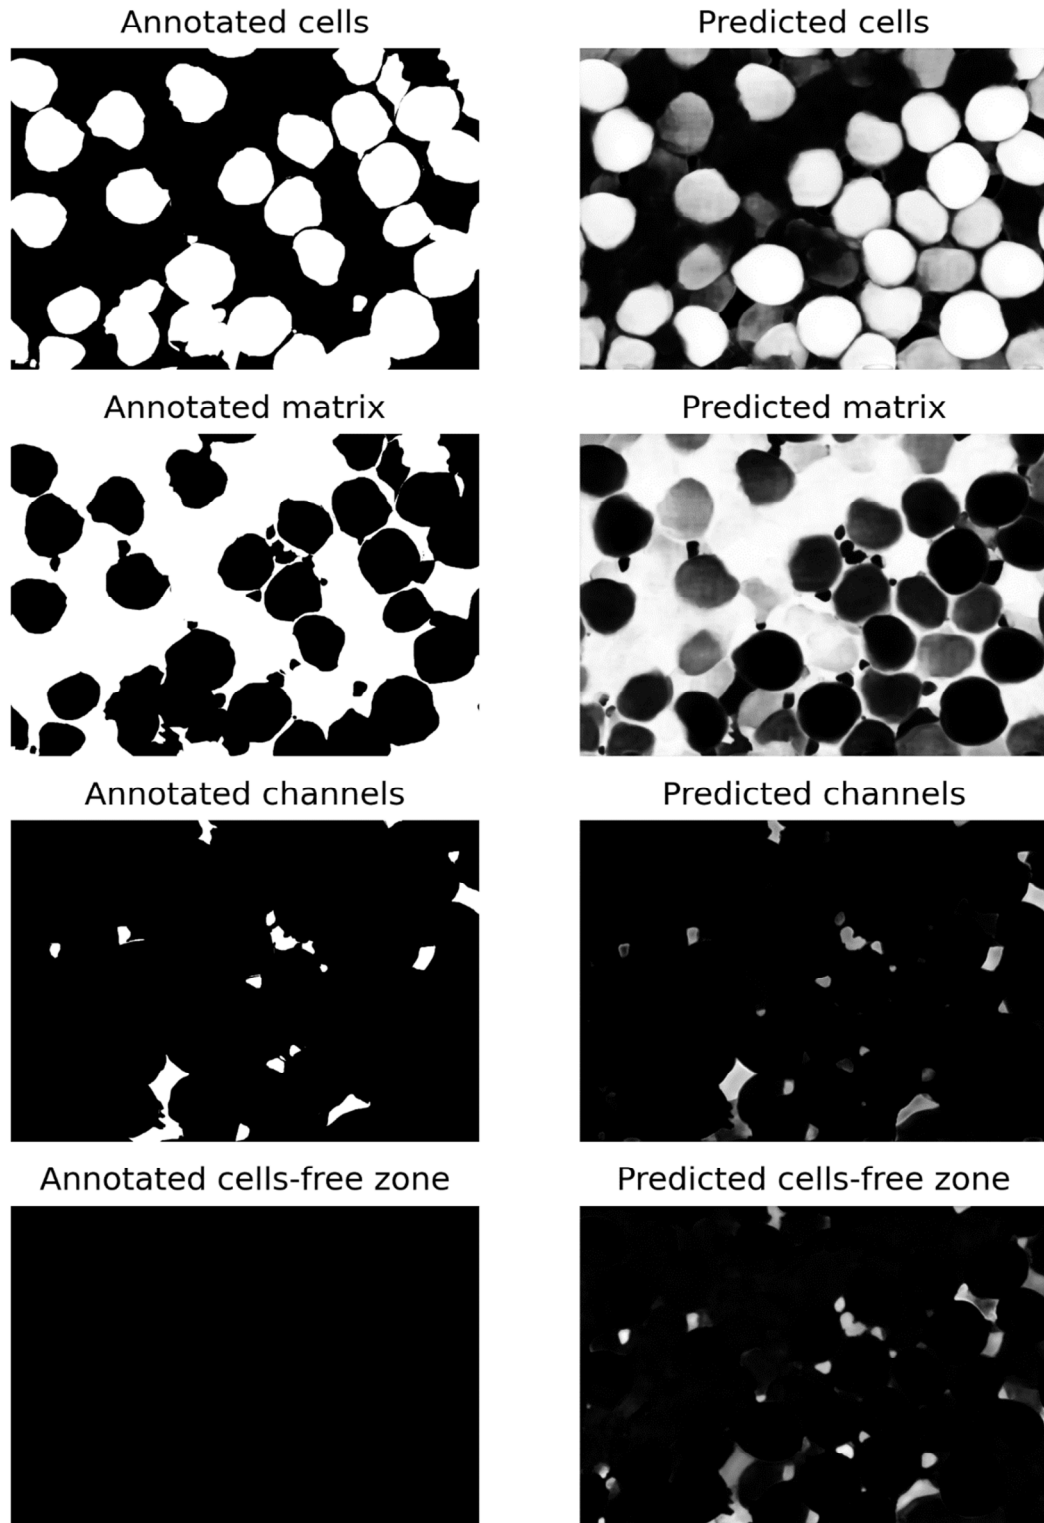 Annotated cells
Predicted cells
Annotated matrix
Predicted matrix
Annotated channels
Predicted channels
Annotated cells-free zone
Predicted cells-free zone